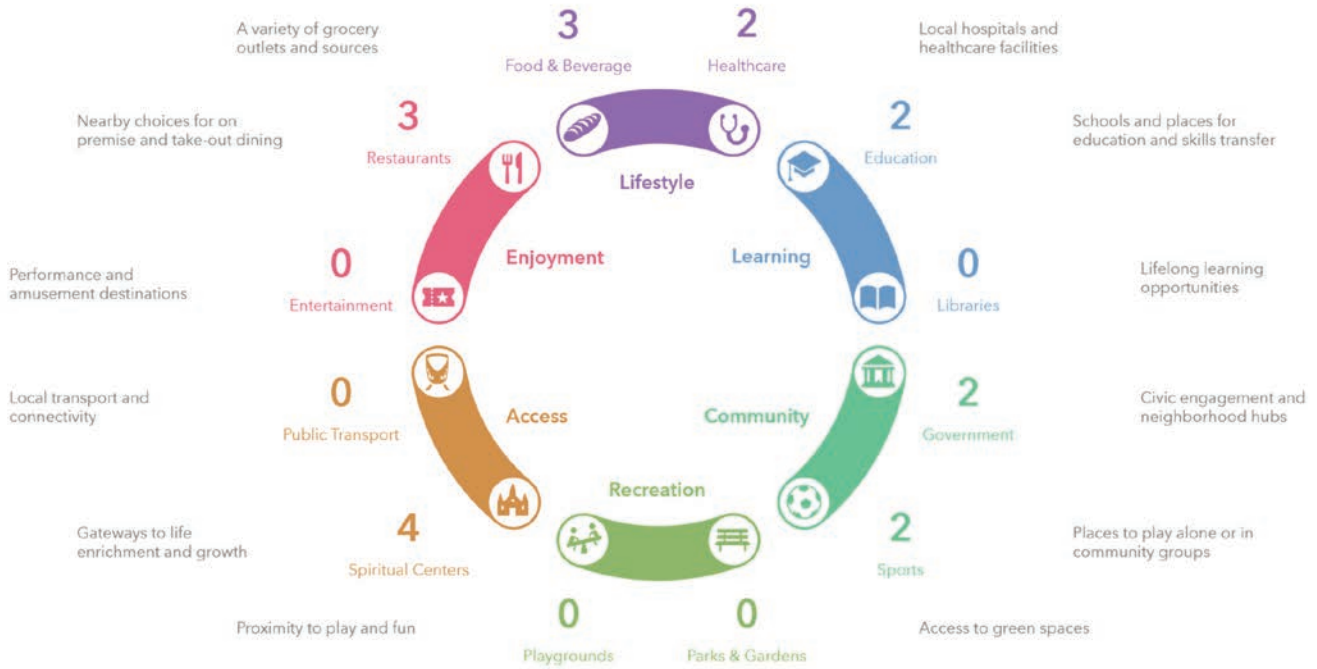 A variety of grocery
outlets and sources
3
Food & Beverage
2
Healthcare
Local hospitals and
healthcare facilities
Nearby choices for on
premise and take-out dining
3
Restaurants
Lifestyle
2
Education
Schools and places for
education and skills transfer
Performance and
amusement destinations
0
Entertainment
Enjoyment
Learning
0
Libraries
Lifelong learning
opportunities
Local transport and
connectivity
0
Public Transport
Access
Community
2
Government
Civic engagement and
neighborhood hubs
Gateways to life
enrichment and growth
4
Spiritual Centers
Recreation
2
Sports
Places to play alone or in
community groups
Proximity to play and fun
0
Playgrounds
0
Parks & Gardens
Access to green spaces